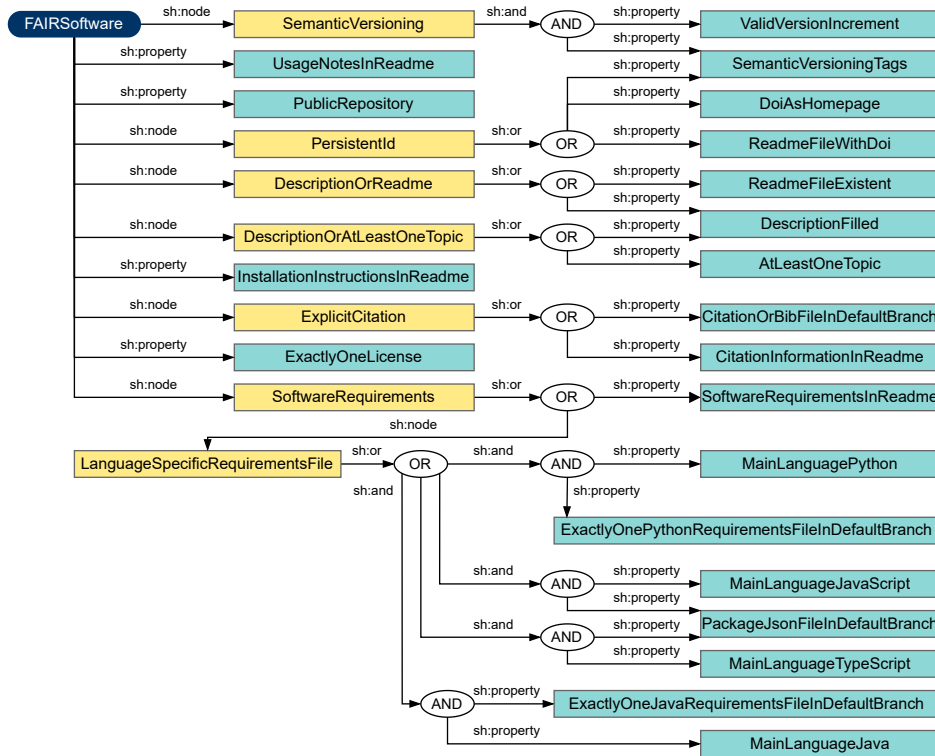 FAIRSoftware sh:node SemanticVersioning sh:and AND sh:property ValidVersionIncrement
sh:property UsageNotesInReadme sh:property SemanticVersioningTags
sh:property PublicRepository sh:property DoiAsHomepage
sh:node PersistentId sh:or OR sh:property ReadmeFileWithDoi
sh:node DescriptionOrReadme sh:or OR sh:property ReadmeFileExistent
sh:property DescriptionFilled
sh:node DescriptionOrAtLeastOneTopic sh:or OR sh:property AtLeastOneTopic
sh:property InstallationInstructionsInReadme
sh:node ExplicitCitation sh:or OR sh:property CitationOrBibFileInDefaultBranch
sh:property ExactlyOneLicense sh:property CitationInformationInReadme
sh:node SoftwareRequirements sh:or OR sh:property SoftwareRequirementsInReadme
sh:node
LanguageSpecificRequirementsFile sh:or OR sh:and AND sh:property MainLanguagePython
sh:and sh:property
ExactlyOnePythonRequirementsFileInDefaultBranch
sh:and AND sh:property MainLanguageJavaScript
sh:property PackageJsonFileInDefaultBranch
sh:and AND sh:property MainLanguageTypeScript
AND sh:property ExactlyOneJavaRequirementsFileInDefaultBranch
sh:property MainLanguageJava